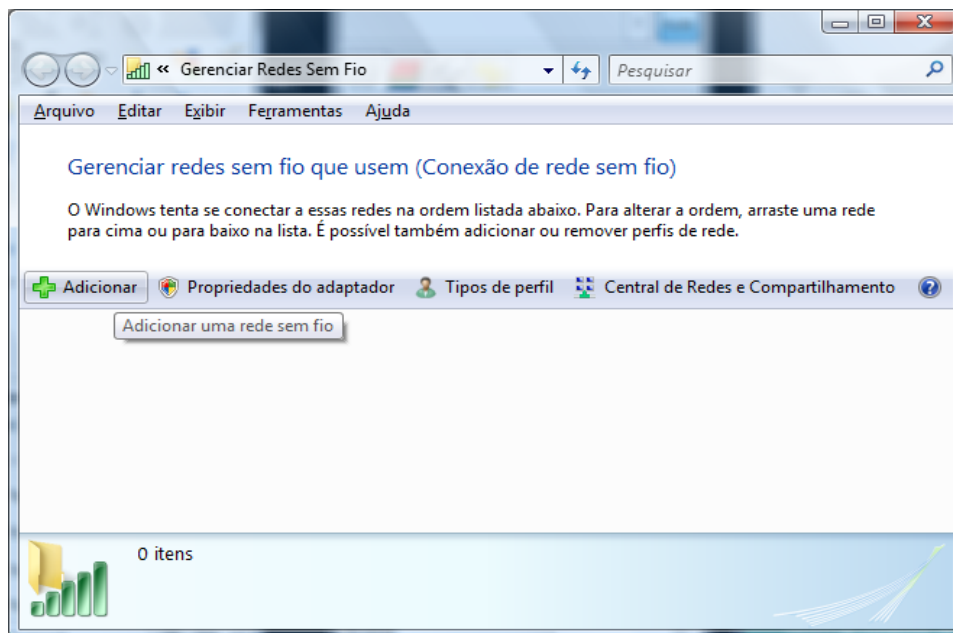 « Gerenciar Redes Sem Fio
Pesquisar
Arquivo Editar Exibir Ferramentas Ajuda
Gerenciar redes sem fio que usem (Conexão de rede sem fio)
O Windows tenta se conectar a essas redes na ordem listada abaixo. Para alterar a ordem, arraste uma rede
para cima ou para baixo na lista. É possível também adicionar ou remover perfis de rede.
Adicionar Propriedades do adaptador Tipos de perfil Central de Redes e Compartilhamento
Adicionar uma rede sem fio
0 itens